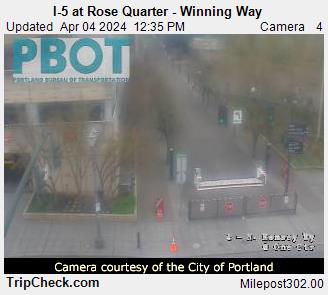 I-5 at Rose Quarter - Winning Way
Updated Apr 04 2024 12:35 PM Camera 4
PBOT
PORTLAND BUREAU OF TRANSPORTATION
Camera courtesy of the City of Portland
TripCheck.com Milepost302.00